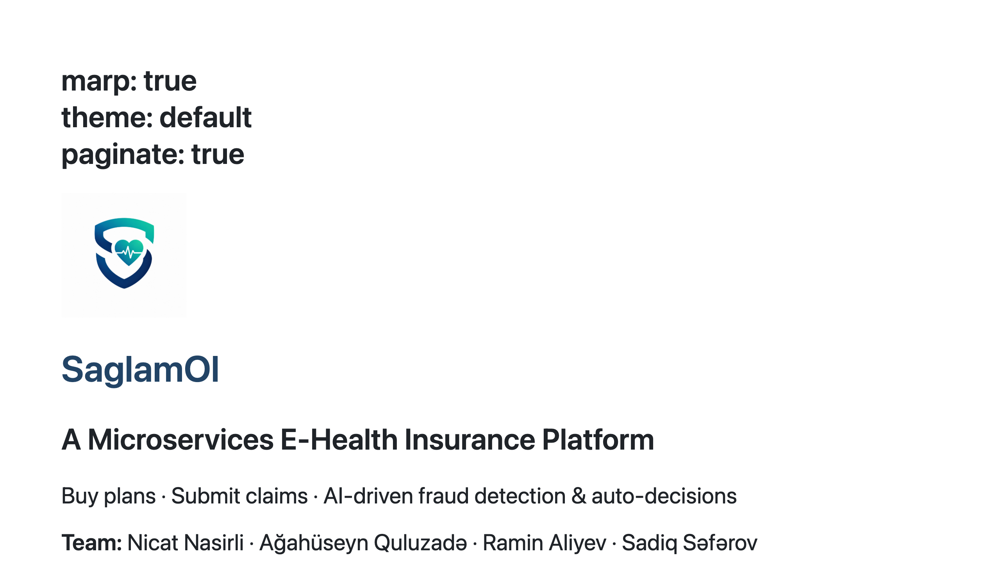 marp: true
theme: default
paginate: true
SaglamOl
A Microservices E-Health Insurance Platform
Buy plans · Submit claims · AI-driven fraud detection & auto-decisions
Team: Nicat Nasirli · Ağahüseyn Quluzadə · Ramin Aliyev · Sadiq Səfərov